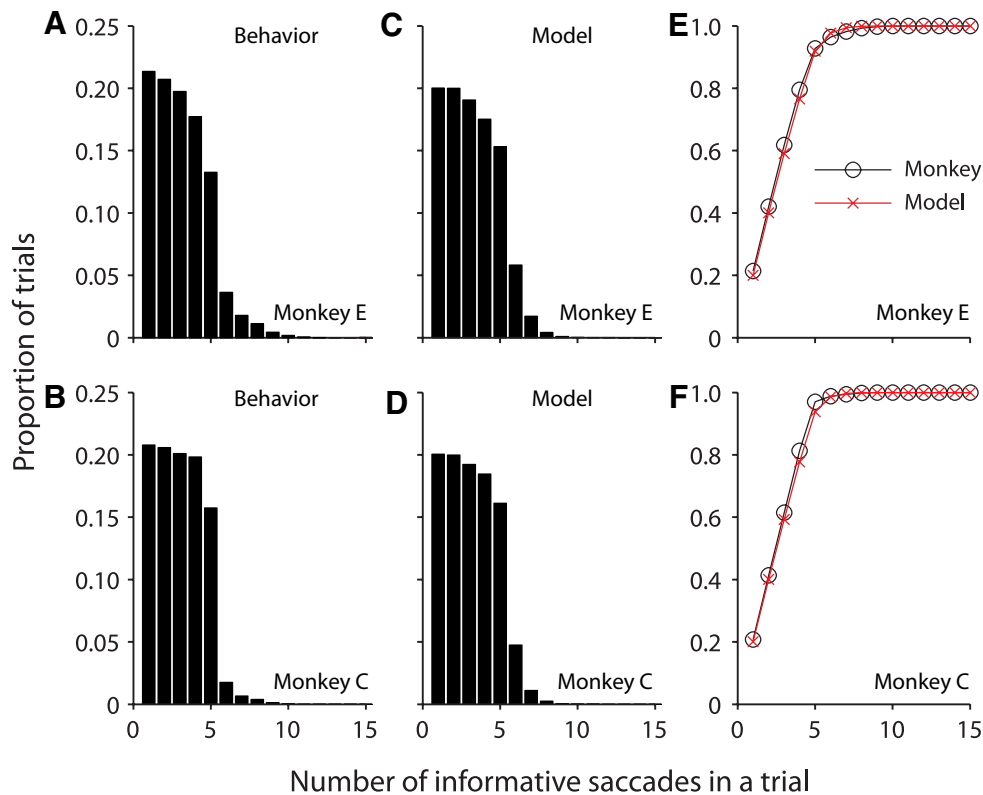 A
Behavior
0.25
0.20
0.15
0.10
0.05
0
Monkey E
C
Model
Monkey E
E
1.0
0.8
0.6
0.4
0.2
0
Monkey
Model
Monkey E
Proportion of trials
B
Behavior
0.25
0.20
0.15
0.10
0.05
0
Monkey C
0 5 10 15
D
Model
Monkey C
0 5 10 15
F
1.0
0.8
0.6
0.4
0.2
0
Monkey C
0 5 10 15
Number of informative saccades in a trial